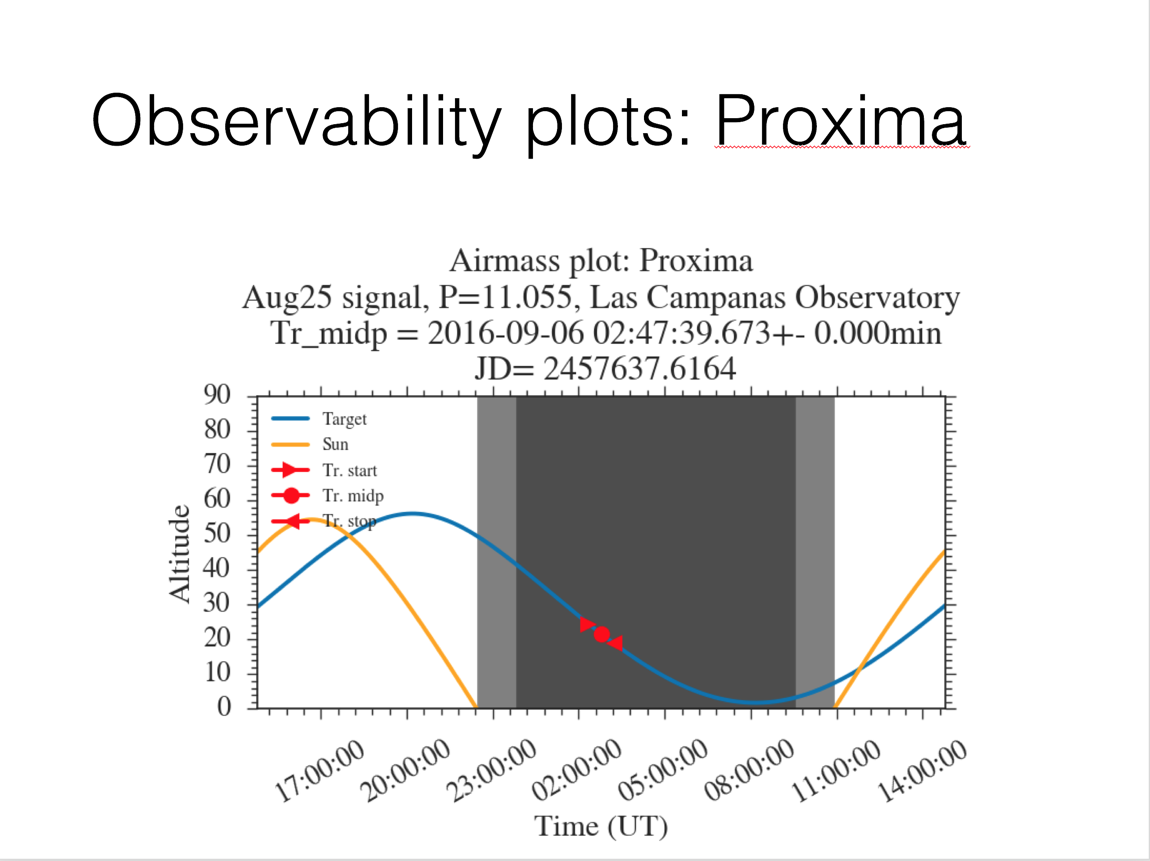 Observability plots: Proxima
Airmass plot: Proxima
Aug25 signal, P=11.055, Las Campanas Observatory
Tr_midp = 2016-09-06 02:47:39.673+- 0.000min
JD= 2457637.6164
90
80
70
60
50
40
30
20
10
0
Altitude
Target
Sun
Tr. start
Tr. midp
Tr. stop
17:00:00
20:00:00
23:00:00
02:00:00
05:00:00
08:00:00
11:00:00
14:00:00
Time (UT)